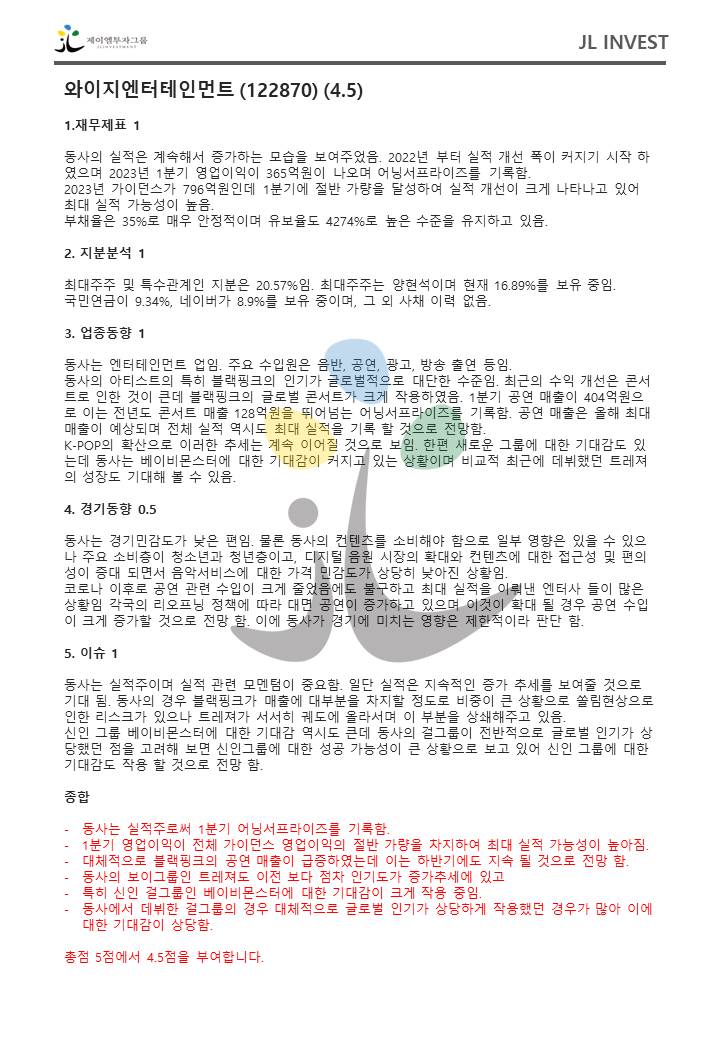 제이엘투자그룹
JL INVESTMENT
JL INVEST
와이지엔터테인먼트 (122870) (4.5)
1.재무제표 1
동사의 실적은 계속해서 증가하는 모습을 보여주었음. 2022년 부터 실적 개선 폭이 커지기 시작 하
였으며 2023년 1분기 영업이익이 365억원이 나오며 어닝서프라이즈를 기록함.
2023년 가이던스가 796억원인데 1분기에 절반 가량을 달성하여 실적 개선이 크게 나타나고 있어
최대 실적 가능성이 높음.
부채율은 35%로 매우 안정적이며 유보율도 4274%로 높은 수준을 유지하고 있음.
2. 지분분석 1
최대주주 및 특수관계인 지분은 20.57%임. 최대주주는 양현석이며 현재 16.89%를 보유 중임.
국민연금이 9.34%, 네이버가 8.9%를 보유 중이며, 그 외 사채 이력 없음.
3. 업종동향 1
동사는 엔터테인먼트 업임. 주요 수입원은 음반, 공연, 광고, 방송 출연 등임.
동사의 아티스트의 특히 블랙핑크의 인기가 글로벌적으로 대단한 수준임. 최근의 수익 개선은 콘서
트로 인한 것이 큰데 블랙핑크의 글로벌 콘서트가 크게 작용하였음. 1분기 공연 매출이 404억원으
로 이는 전년도 콘서트 매출 128억원을 뛰어넘는 어닝서프라이즈를 기록함. 공연 매출은 올해 최대
매출이 예상되며 전체 실적 역시도 최대 실적을 기록 할 것으로 전망함.
K-POP의 확산으로 이러한 추세는 계속 이어질 것으로 보임. 한편 새로운 그룹에 대한 기대감도 있
는데 동사는 베이비몬스터에 대한 기대감이 커지고 있는 상황이며 비교적 최근에 데뷔했던 트레져
의 성장도 기대해 볼 수 있음.
4. 경기동향 0.5
동사는 경기민감도가 낮은 편임. 물론 동사의 컨텐츠를 소비해야 함으로 일부 영향은 있을 수 있으
나 주요 소비층이 청소년과 청년층이고, 디지털 음원 시장의 확대와 컨텐츠에 대한 접근성 및 편의
성이 증대 되면서 음악서비스에 대한 가격 민감도가 상당히 낮아진 상황임.
코로나 이후로 공연 관련 수입이 크게 줄었음에도 불구하고 최대 실적을 이뤄낸 엔터사 들이 많은
상황임 각국의 리오프닝 정책에 따라 대면 공연이 증가하고 있으며 이것이 확대 될 경우 공연 수입
이 크게 증가할 것으로 전망 함. 이에 동사가 경기에 미치는 영향은 제한적이라 판단 함.
5. 이슈 1
동사는 실적주이며 실적 관련 모멘텀이 중요함. 일단 실적은 지속적인 증가 추세를 보여줄 것으로
기대 됨. 동사의 경우 블랙핑크가 매출에 대부분을 차지할 정도로 비중이 큰 상황으로 쏠림현상으로
인한 리스크가 있으나 트레져가 서서히 궤도에 올라서며 이 부분을 상쇄해주고 있음.
신인 그룹 베이비몬스터에 대한 기대감 역시도 큰데 동사의 걸그룹이 전반적으로 글로벌 인기가 상
당했던 점을 고려해 보면 신인그룹에 대한 성공 가능성이 큰 상황으로 보고 있어 신인 그룹에 대한
기대감도 작용 할 것으로 전망 함.
종합
- 동사는 실적주로써 1분기 어닝서프라이즈를 기록함.
- 1분기 영업이익이 전체 가이던스 영업이익의 절반 가량을 차지하여 최대 실적 가능성이 높아짐.
- 대체적으로 블랙핑크의 공연 매출이 급증하였는데 이는 하반기에도 지속 될 것으로 전망 함.
- 동사의 보이그룹인 트레져도 이전 보다 점차 인기도가 증가추세에 있고
- 특히 신인 걸그룹인 베이비몬스터에 대한 기대감이 크게 작용 중임.
- 동사에서 데뷔한 걸그룹의 경우 대체적으로 글로벌 인기가 상당하게 작용했던 경우가 많아 이에
대한 기대감이 상당함.
총점 5점에서 4.5점을 부여합니다.